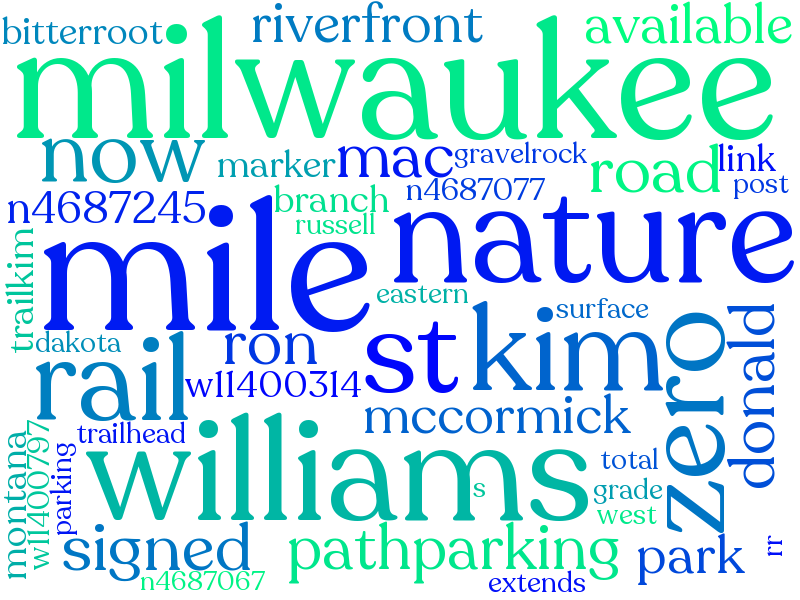 bitterroot riverfront available
milwaukee
now marker mac gravelrock road link
n4687245 branch n4687077 post
russell
trailkim mile nature
eastern
dakota rail ron st kim surface zero donald
w11400314
mccormick
trailhead
montana w11400797 parking williams s total
grade
west
signed pathparking park rr
n4687067 extends